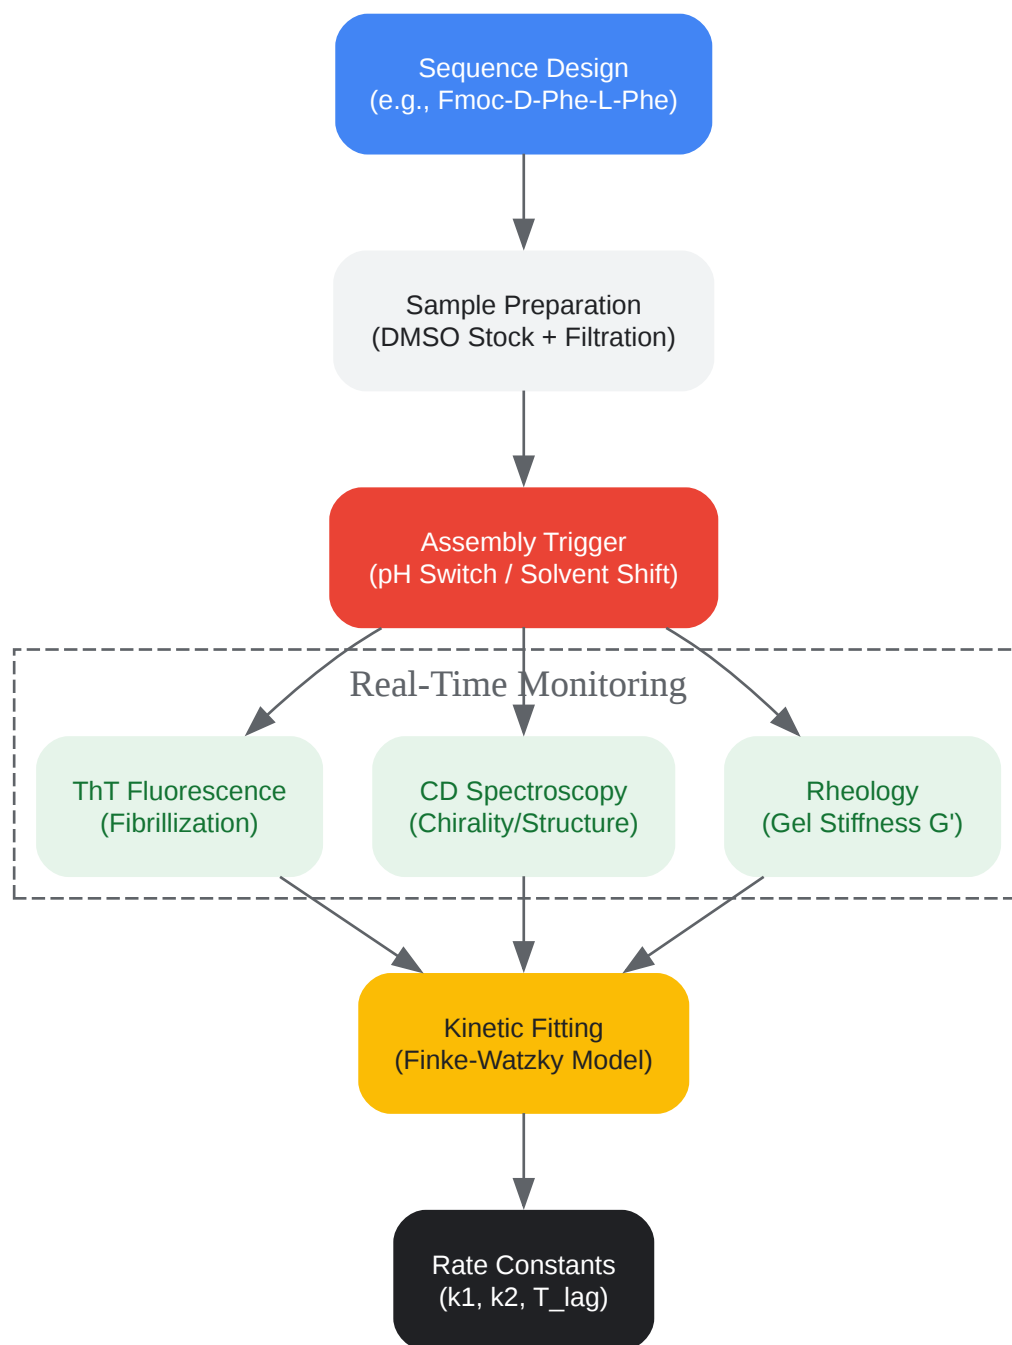 Sequence Design
(e.g., Fmoc-D-Phe-L-Phe)
Sample Preparation
(DMSO Stock + Filtration)
Assembly Trigger
(pH Switch / Solvent Shift)
Real-Time Monitoring
ThT Fluorescence
(Fibrillization)
CD Spectroscopy
(Chirality/Structure)
Rheology
(Gel Stiffness G')
Kinetic Fitting
(Finke-Watzky Model)
Rate Constants
(k1, k2, T_lag)